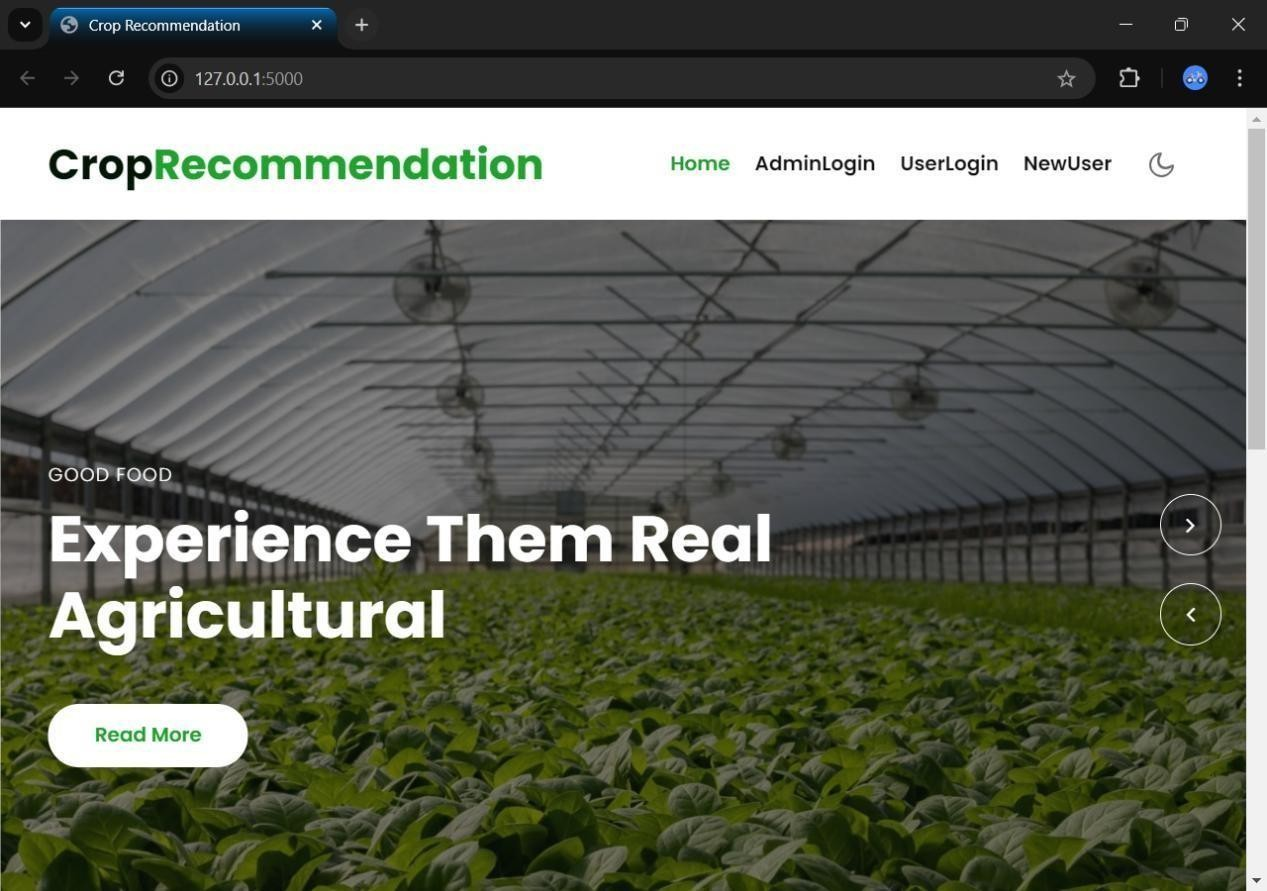 Crop Recommendation
127.0.0.1:5000
CropRecommendation
Home AdminLogin UserLogin NewUser
GOOD FOOD
Experience Them Real
Agricultural
Read More